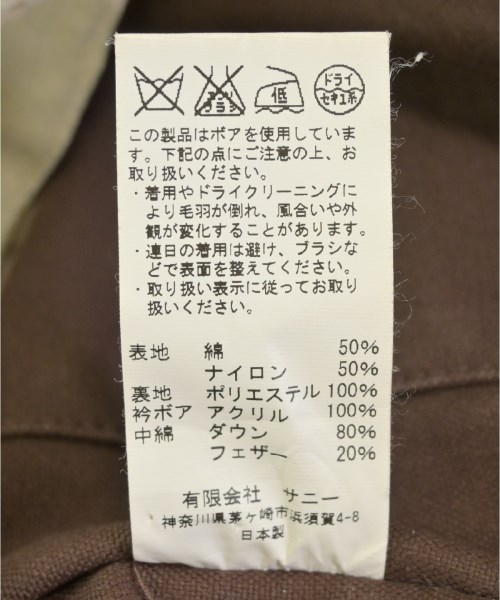 エンソ
ブラシ
低
ドライ
セキユ系
この製品はボアを使用していま
す。下記の点にご注意の上、お
取り扱いください。
・着用やドライクリーニングに
より毛羽が倒れ、風合いや外
観が変化することがあります。
・連日の着用は避け、ブラシな
どで表面を整えてください。
・取り扱い表示に従ってお取り
扱いください。
表地 綿 50%
ナイロン 50%
裏地 ポリエステル 100%
衿ボア アクリル 100%
中綿 ダウン 80%
フェザー 20%
有限会社 サニー
神奈川県茅ヶ崎市浜須賀4-8
日本製